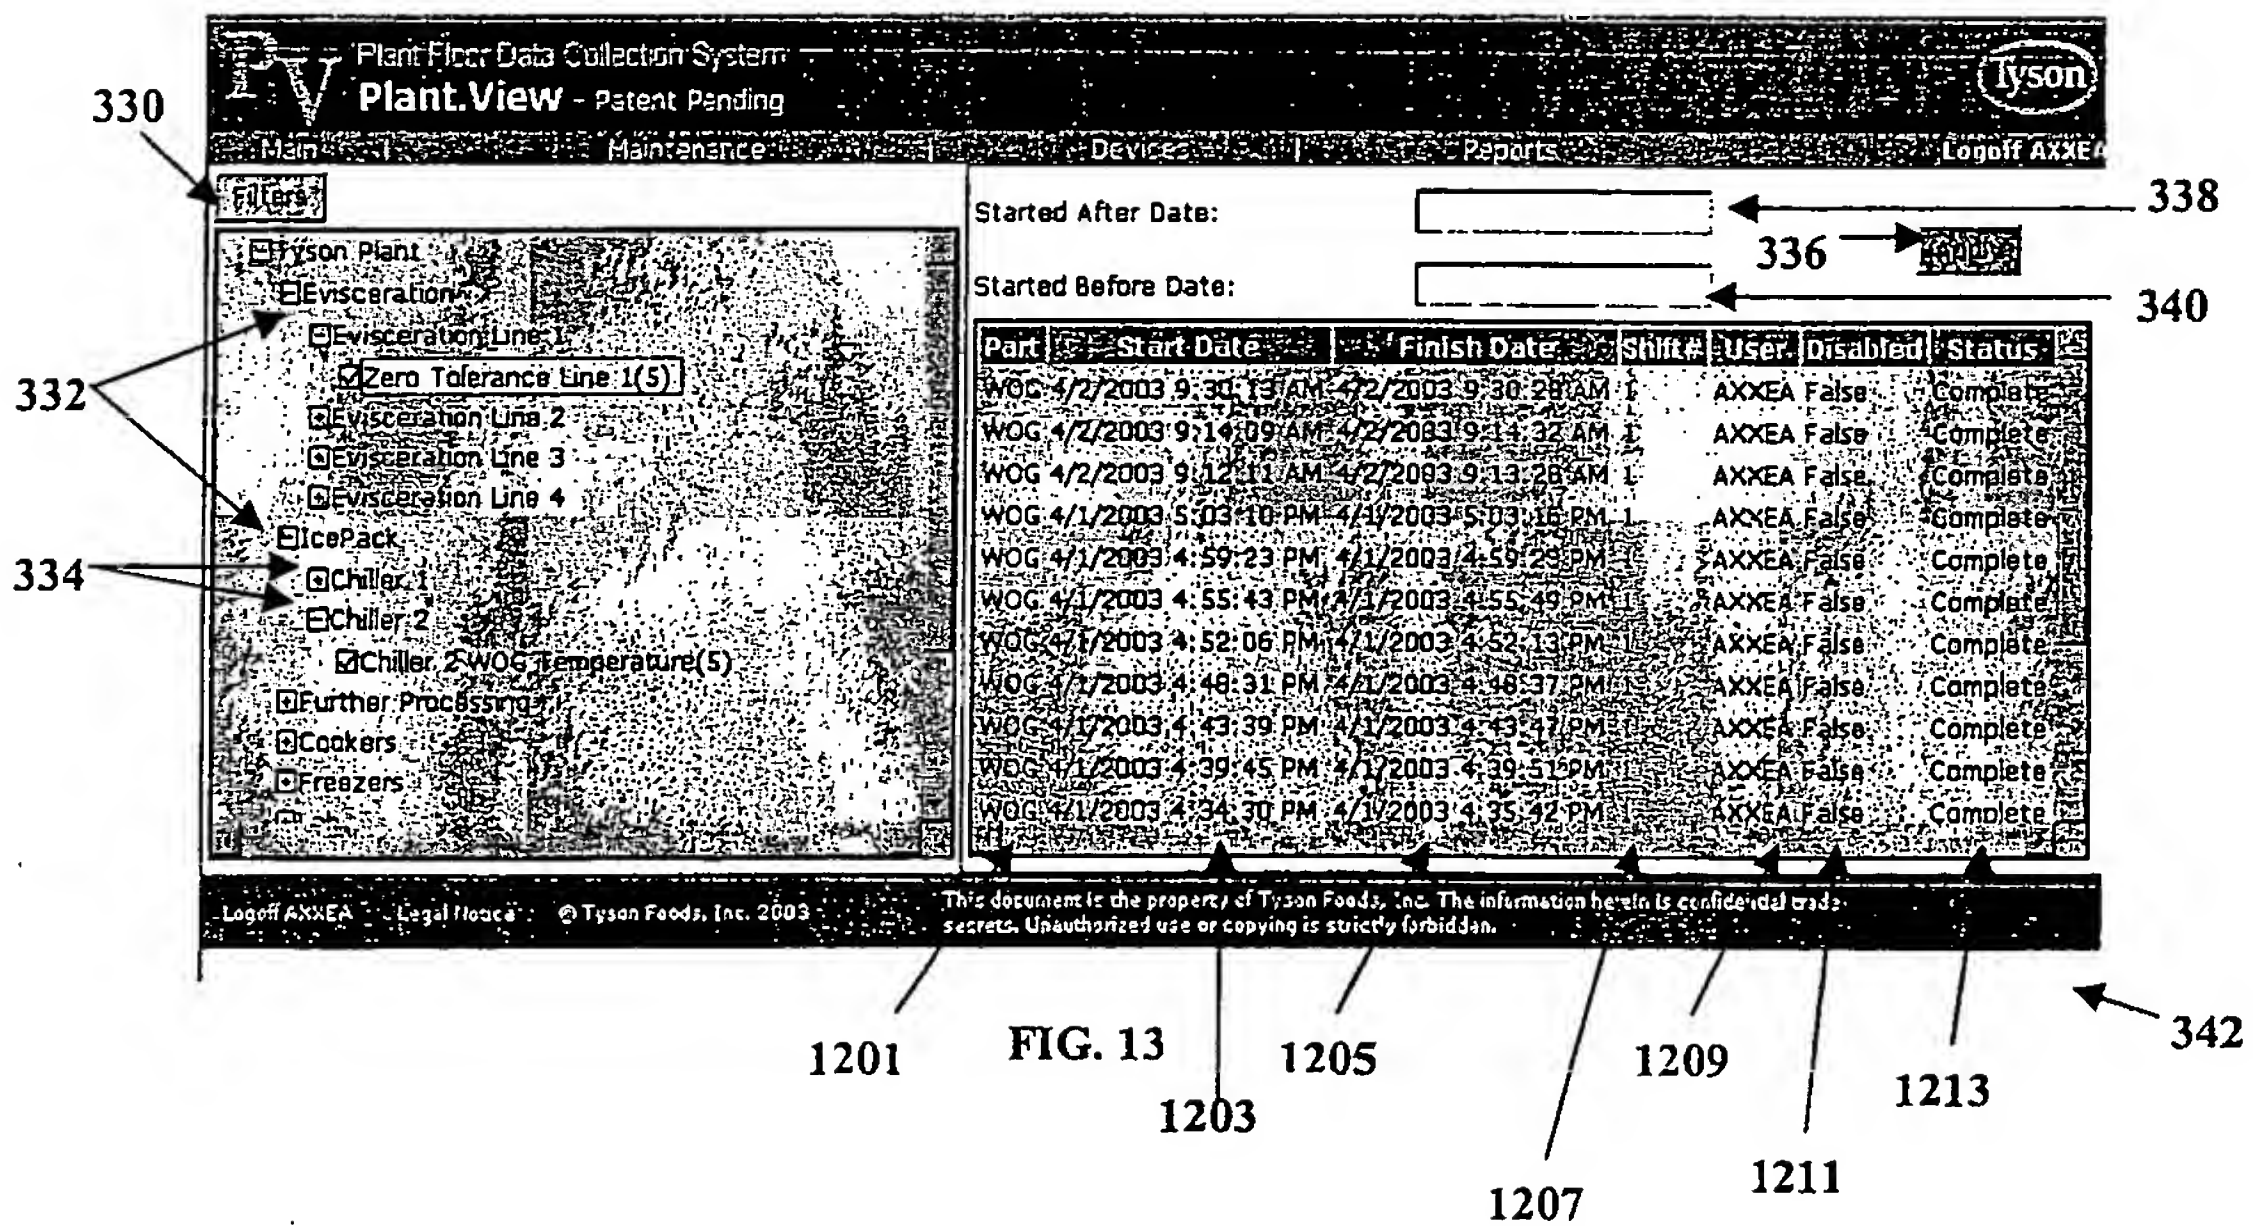 PV
Plant Floor Data Collection System
Plant.View - Patent Pending
Tyson
Main | Maintenance | Devices | Reports Logoff AXXEA
330
Filters
Started After Date:
338
336
Started Before Date:
340
Tyson Plant
Evisceration
Evisceration Line 1
Zero Tolerance Line 1(5)
Evisceration Line 2
Evisceration Line 3
Evisceration Line 4
IcePack
Chiller 1
Chiller 2
Chiller 2 WOG Temperature(5)
Further Processing
Cookers
Freezers
332
334
Part Start Date Finish Date Shift# User Disabled Status
WOG 4/2/2003 9:30:13 AM 4/2/2003 9:30:28 AM 1 AXXEA False Complete
WOG 4/2/2003 9:14:09 AM 4/2/2003 9:14:32 AM 1 AXXEA False Complete
WOG 4/2/2003 9:12:11 AM 4/2/2003 9:13:28 AM 1 AXXEA False Complete
WOG 4/1/2003 5:03:10 PM 4/1/2003 5:03:16 PM 1 AXXEA False Complete
WOG 4/1/2003 4:59:23 PM 4/1/2003 4:59:29 PM 1 AXXEA False Complete
WOG 4/1/2003 4:55:43 PM 4/1/2003 4:55:49 PM 1 AXXEA False Complete
WOG 4/1/2003 4:52:06 PM 4/1/2003 4:52:13 PM 1 AXXEA False Complete
WOG 4/1/2003 4:48:31 PM 4/1/2003 4:48:37 PM 1 AXXEA False Complete
WOG 4/1/2003 4:43:39 PM 4/1/2003 4:43:47 PM 1 AXXEA False Complete
WOG 4/1/2003 4:39:45 PM 4/1/2003 4:39:51 PM AXXEA False Complete
WOG 4/1/2003 4:34:30 PM 4/1/2003 4:35:42 PM AXXEA False Complete
Logoff AXXEA Legal Notice © Tyson Foods, Inc. 2003
This document is the property of Tyson Foods, Inc. The information herein is confidential trade
secrets. Unauthorized use or copying is strictly forbidden.
342
FIG. 13
1201
1203
1205
1207
1209
1211
1213